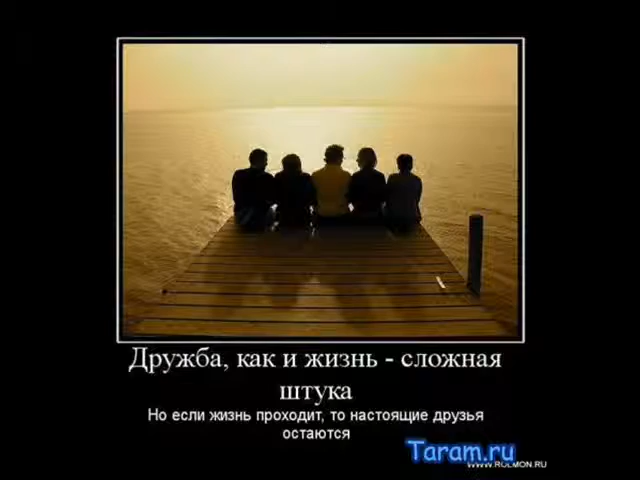 Дружба, как и жизнь - сложная
штука
Но если жизнь проходит, то настоящие друзья
остаются
Taram.ru
WWW.ROLMON.RU